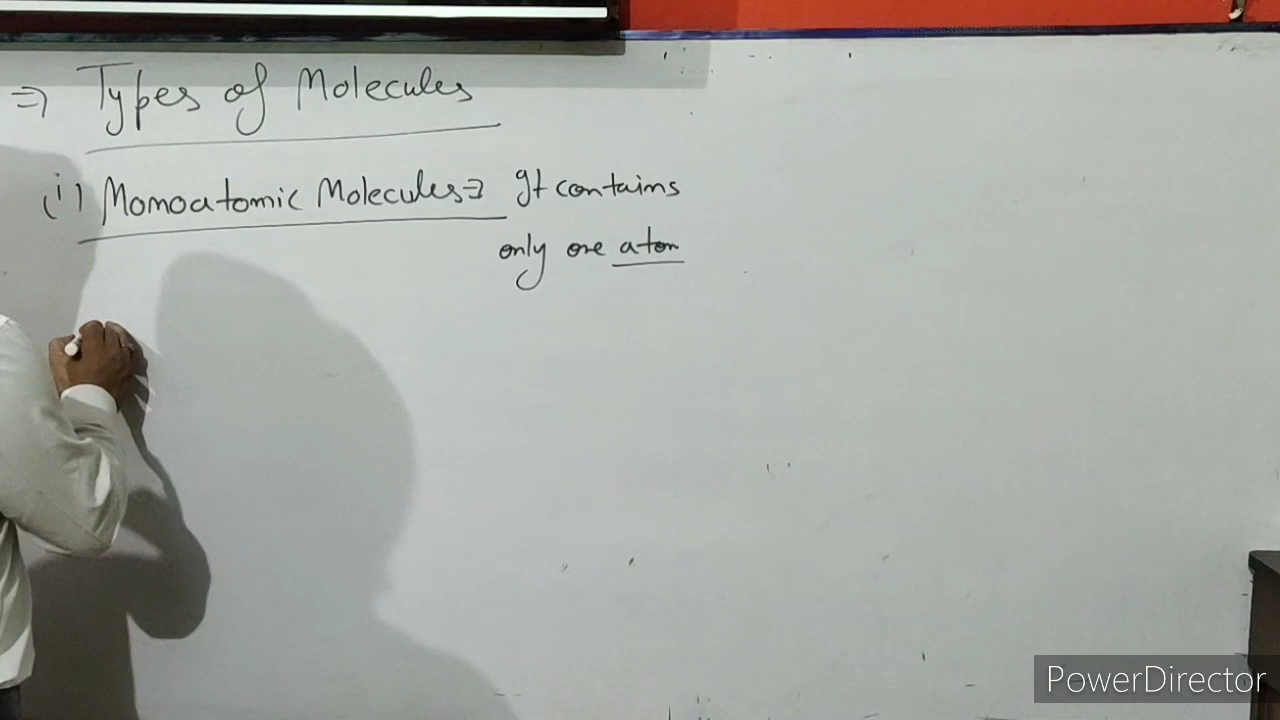 ⇒ Types of Molecules
(i) Monoatomic Molecules ⇒ It contains
only one atom
PowerDirector